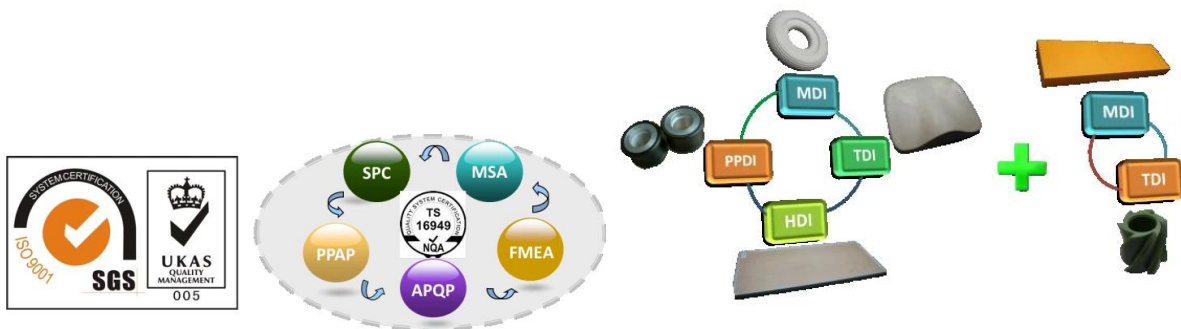 SYSTEM CERTIFICATION
ISO 9001
SGS
UKAS
QUALITY
MANAGEMENT
005
SPC
MSA
QUALITY SYSTEM CERTIFICATION
TS
16949
NQA
PPAP
FMEA
APQP
MDI
PPDI
TDI
HDI
MDI
TDI